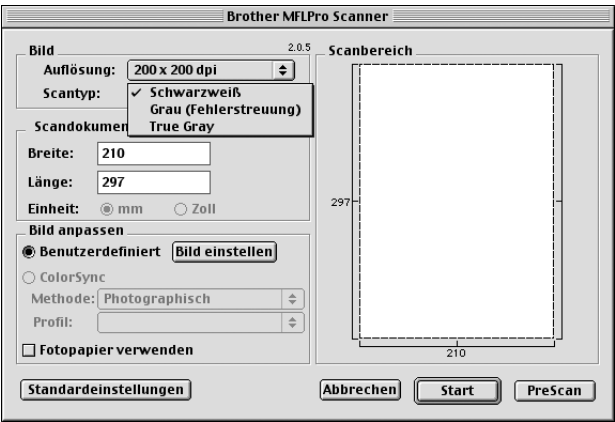 Brother MFLPro Scanner
Bild
2.0.5
Auflösung: 200 x 200 dpi
Scantyp: ✓ Schwarzweiß
Grau (Fehlerstreuung)
True Gray
Scandokumen
Breite: 210
Länge: 297
Einheit: mm Zoll
Bild anpassen
Benutzerdefiniert Bild einstellen
ColorSync
Methode: Photographisch
Profil:
Fotopapier verwenden
Scanbereich
297
210
Standardeinstellungen Abbrechen Start PreScan